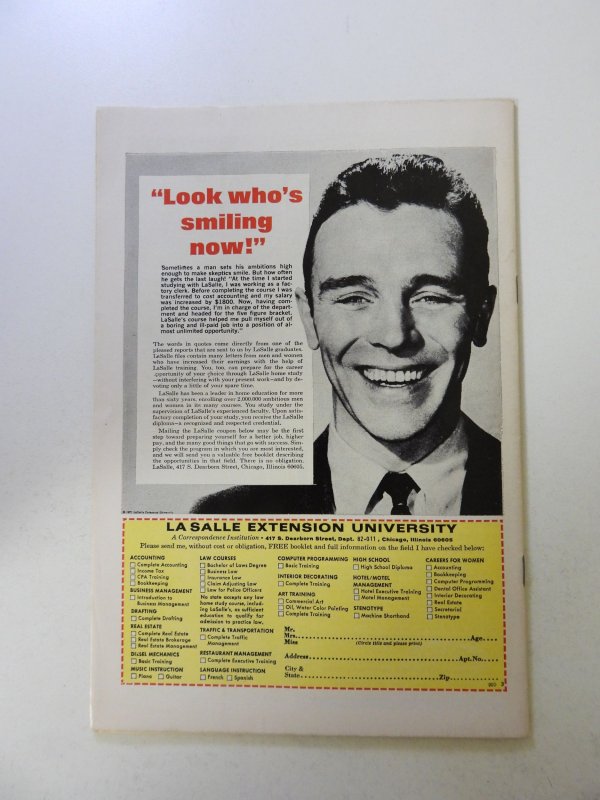 “Look who’s
smiling
now!”
Sometimes a man sets his ambitions high
enough to make skeptics smile. But how often
he gets the last laugh! “At the time I started
studying with LaSalle, I was working as a fac-
tory clerk. Before completing the course I was
transferred to cost accounting and my salary
was increased by $1800. Now, having com-
pleted the course, I’m in charge of the depart-
ment and headed for the five figure bracket.
LaSalle’s course helped me pull myself out of
a boring and ill-paid job into a position of al-
most unlimited opportunity.”
The words in quotes come directly from one of the
pleased reports that are sent to us by LaSalle graduates.
LaSalle files contain many letters from men and women
who have increased their earnings with the help of
LaSalle training. You, too, can prepare for the career
opportunity of your choice through LaSalle home study
—without interfering with your present work—and by de-
voting only a little of your spare time.
LaSalle has been a leader in home education for more
than sixty years, enrolling over 2,000,000 ambitious men
and women in its many courses. You study under the
supervision of LaSalle’s experienced faculty. Upon satis-
factory completion of your study, you receive the LaSalle
diploma—a recognized and respected credential.
Mailing the LaSalle coupon below may be the first
step toward preparing yourself for a better job, higher
pay, and the many good things that go with success. Sim-
ply check the program in which you are most interested,
and we will send you a valuable free booklet describing
the opportunities in that field. There is no obligation.
LaSalle, 417 S. Dearborn Street, Chicago, Illinois 60605.
LA SALLE EXTENSION UNIVERSITY
A Correspondence Institution • 417 S. Dearborn Street, Dept. 82-011, Chicago, Illinois 60605
Please send me, without cost or obligation, FREE booklet and full information on the field I have checked below:
ACCOUNTING
Complete Accounting
Income Tax
CPA Training
Bookkeeping
BUSINESS MANAGEMENT
Introduction to
Business Management
DRAFTING
Complete Drafting
REAL ESTATE
Complete Real Estate
Real Estate Brokerage
Real Estate Management
DIESEL MECHANICS
Basic Training
MUSIC INSTRUCTION
Piano Guitar
LAW COURSES
Bachelor of Laws Degree
Business Law
Insurance Law
Claim Adjusting Law
Law for Police Officers
No state accepts any law
home study course, includ-
ing LaSalle’s, as sufficient
education to qualify for
admission to practice law.
TRAFFIC & TRANSPORTATION
Complete Traffic
Management
RESTAURANT MANAGEMENT
Complete Executive Training
LANGUAGE INSTRUCTION
French Spanish
COMPUTER PROGRAMMING
Basic Training
INTERIOR DECORATING
Complete Training
ART TRAINING
Commercial Art
Oil, Water Color Painting
Complete Training
HIGH SCHOOL
High School Diploma
HOTEL/MOTEL
MANAGEMENT
Hotel Executive Training
Motel Management
STENOTYPE
Machine Shorthand
CAREERS FOR WOMEN
Accounting
Bookkeeping
Computer Programming
Dental Office Assistant
Interior Decorating
Real Estate
Secretarial
Stenotype
Mr.
Mrs. Age
Miss (Circle title and please print)
Address Apt. No.
City &
State Zip